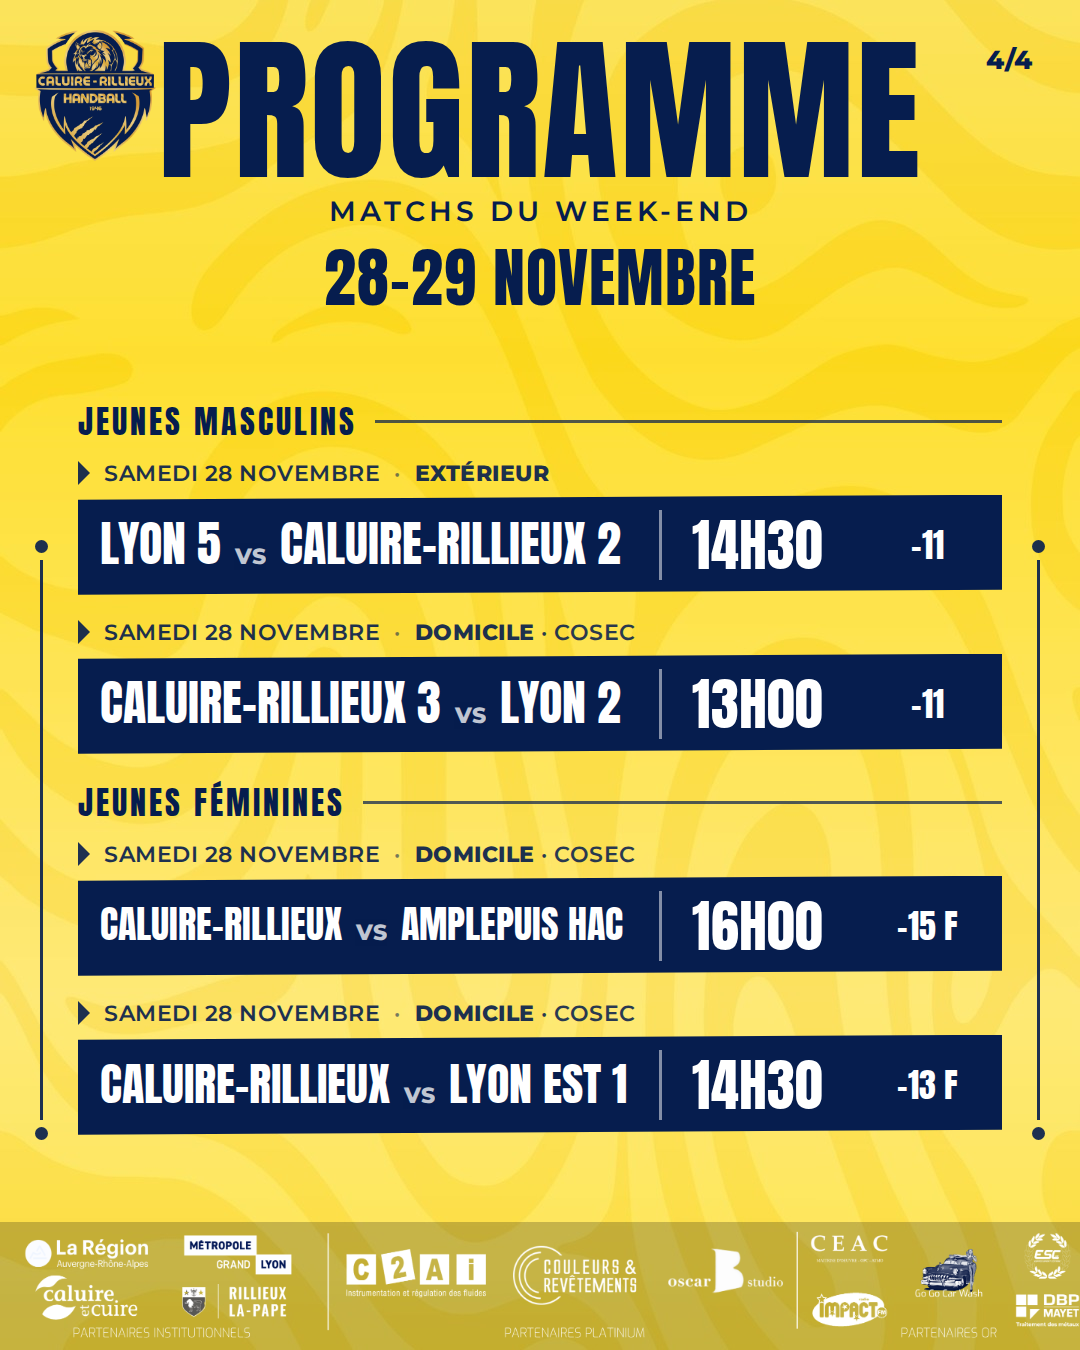 CALUIRE-RILLIEUX
HANDBALL
PROGRAMME
4/4
MATCHS DU WEEK-END
28-29 NOVEMBRE
JEUNES MASCULINS
SAMEDI 28 NOVEMBRE · EXTÉRIEUR
LYON 5 vs CALUIRE-RILLIEUX 2 14H30 -11
SAMEDI 28 NOVEMBRE · DOMICILE · COSEC
CALUIRE-RILLIEUX 3 vs LYON 2 13H00 -11
JEUNES FÉMININES
SAMEDI 28 NOVEMBRE · DOMICILE · COSEC
CALUIRE-RILLIEUX vs AMPLEPUIS HAC 16H00 -15 F
SAMEDI 28 NOVEMBRE · DOMICILE · COSEC
CALUIRE-RILLIEUX vs LYON EST 1 14H30 -13 F
La Région
Auvergne-Rhône-Alpes
MÉTROPOLE
GRAND LYON
caluire
et cuire
RILLIEUX
LA-PAPE
PARTENAIRES INSTITUTIONNELS
C2Ai
Instrumentation et régulation des fluides
COULEURS &
REVÊTEMENTS
oscar B studio
PARTENAIRES PLATINIUM
CEAC
IMPACT FM
Go Go Car Wash
ESC
DBP
MAYET
Traitement des métaux
PARTENAIRES OR